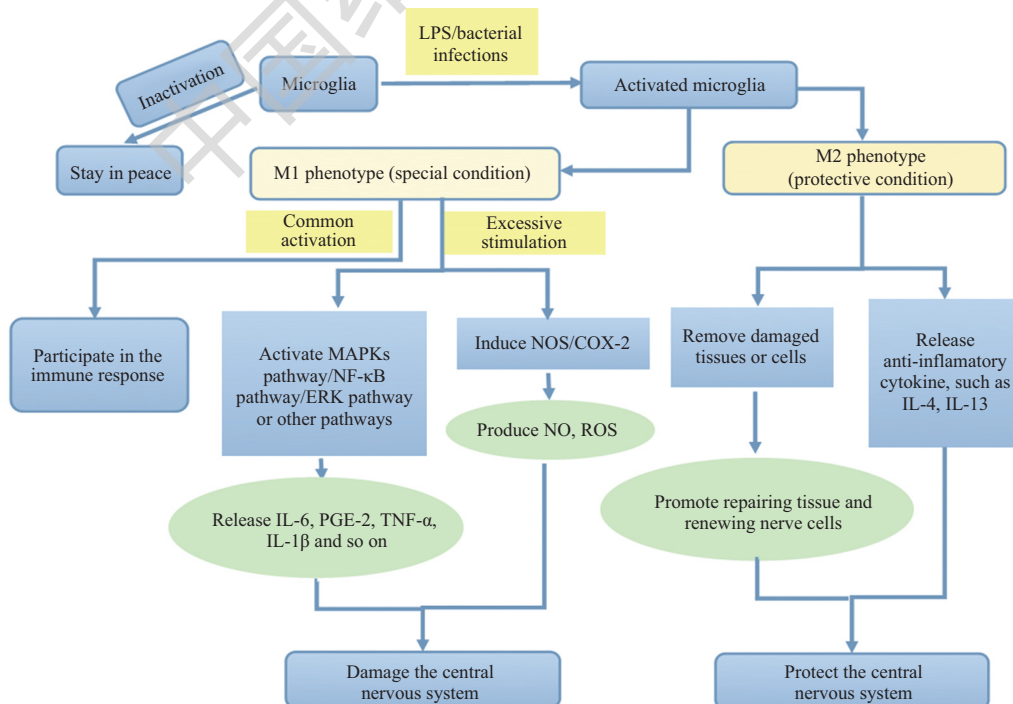 LPS/bacterial
infections
Inactivation
Microglia
Activated microglia
Stay in peace
M1 phenotype (special condition)
M2 phenotype
(protective condition)
Common
activation
Excessive
stimulation
Participate in the
immune response
Activate MAPKs
pathway/NF-κB
pathway/ERK pathway
or other pathways
Induce NOS/COX-2
Remove damaged
tissues or cells
Release
anti-inflamatory
cytokine, such as
IL-4, IL-13
Produce NO, ROS
Release IL-6, PGE-2, TNF-α,
IL-1β and so on
Promote repairing tissue and
renewing nerve cells
Damage the central
nervous system
Protect the central
nervous system
中国